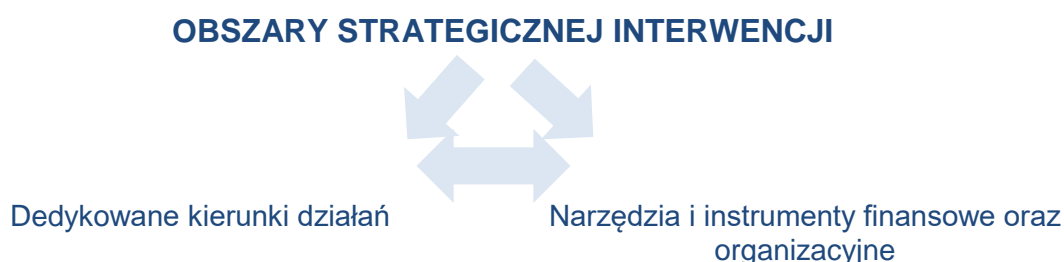 OBSZARY STRATEGICZNEJ INTERWENCJI
Dedykowane kierunki działań
Narzędzia i instrumenty finansowe oraz
organizacyjne